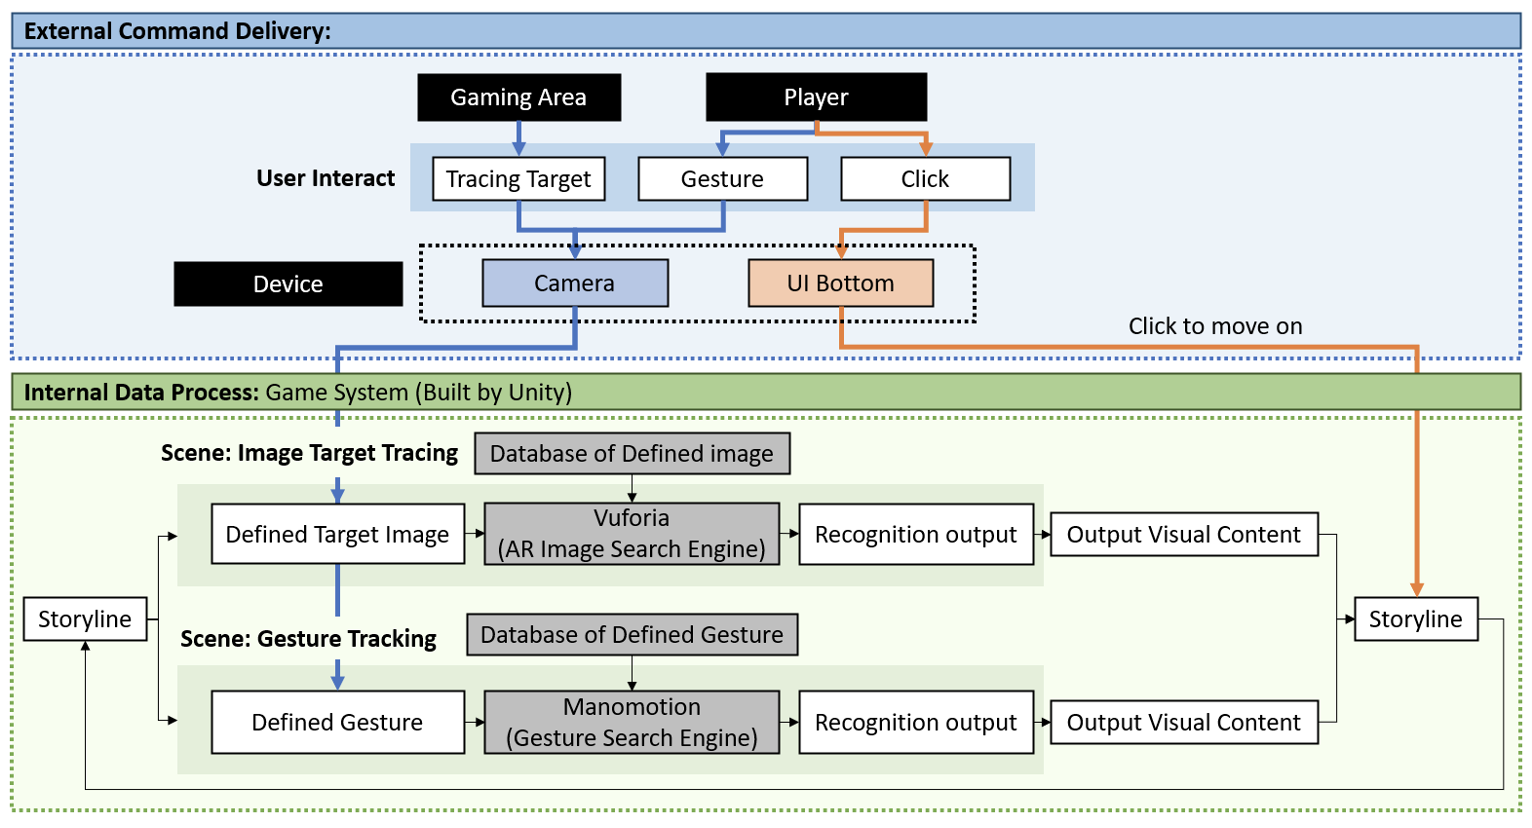 External Command Delivery:
Gaming Area
Player
User Interact
Tracing Target
Gesture
Click
Device
Camera
UI Bottom
Click to move on
Internal Data Process: Game System (Built by Unity)
Scene: Image Target Tracing
Database of Defined image
Defined Target Image
Vuforia
(AR Image Search Engine)
Recognition output
Output Visual Content
Storyline
Storyline
Scene: Gesture Tracking
Database of Defined Gesture
Defined Gesture
Manomotion
(Gesture Search Engine)
Recognition output
Output Visual Content